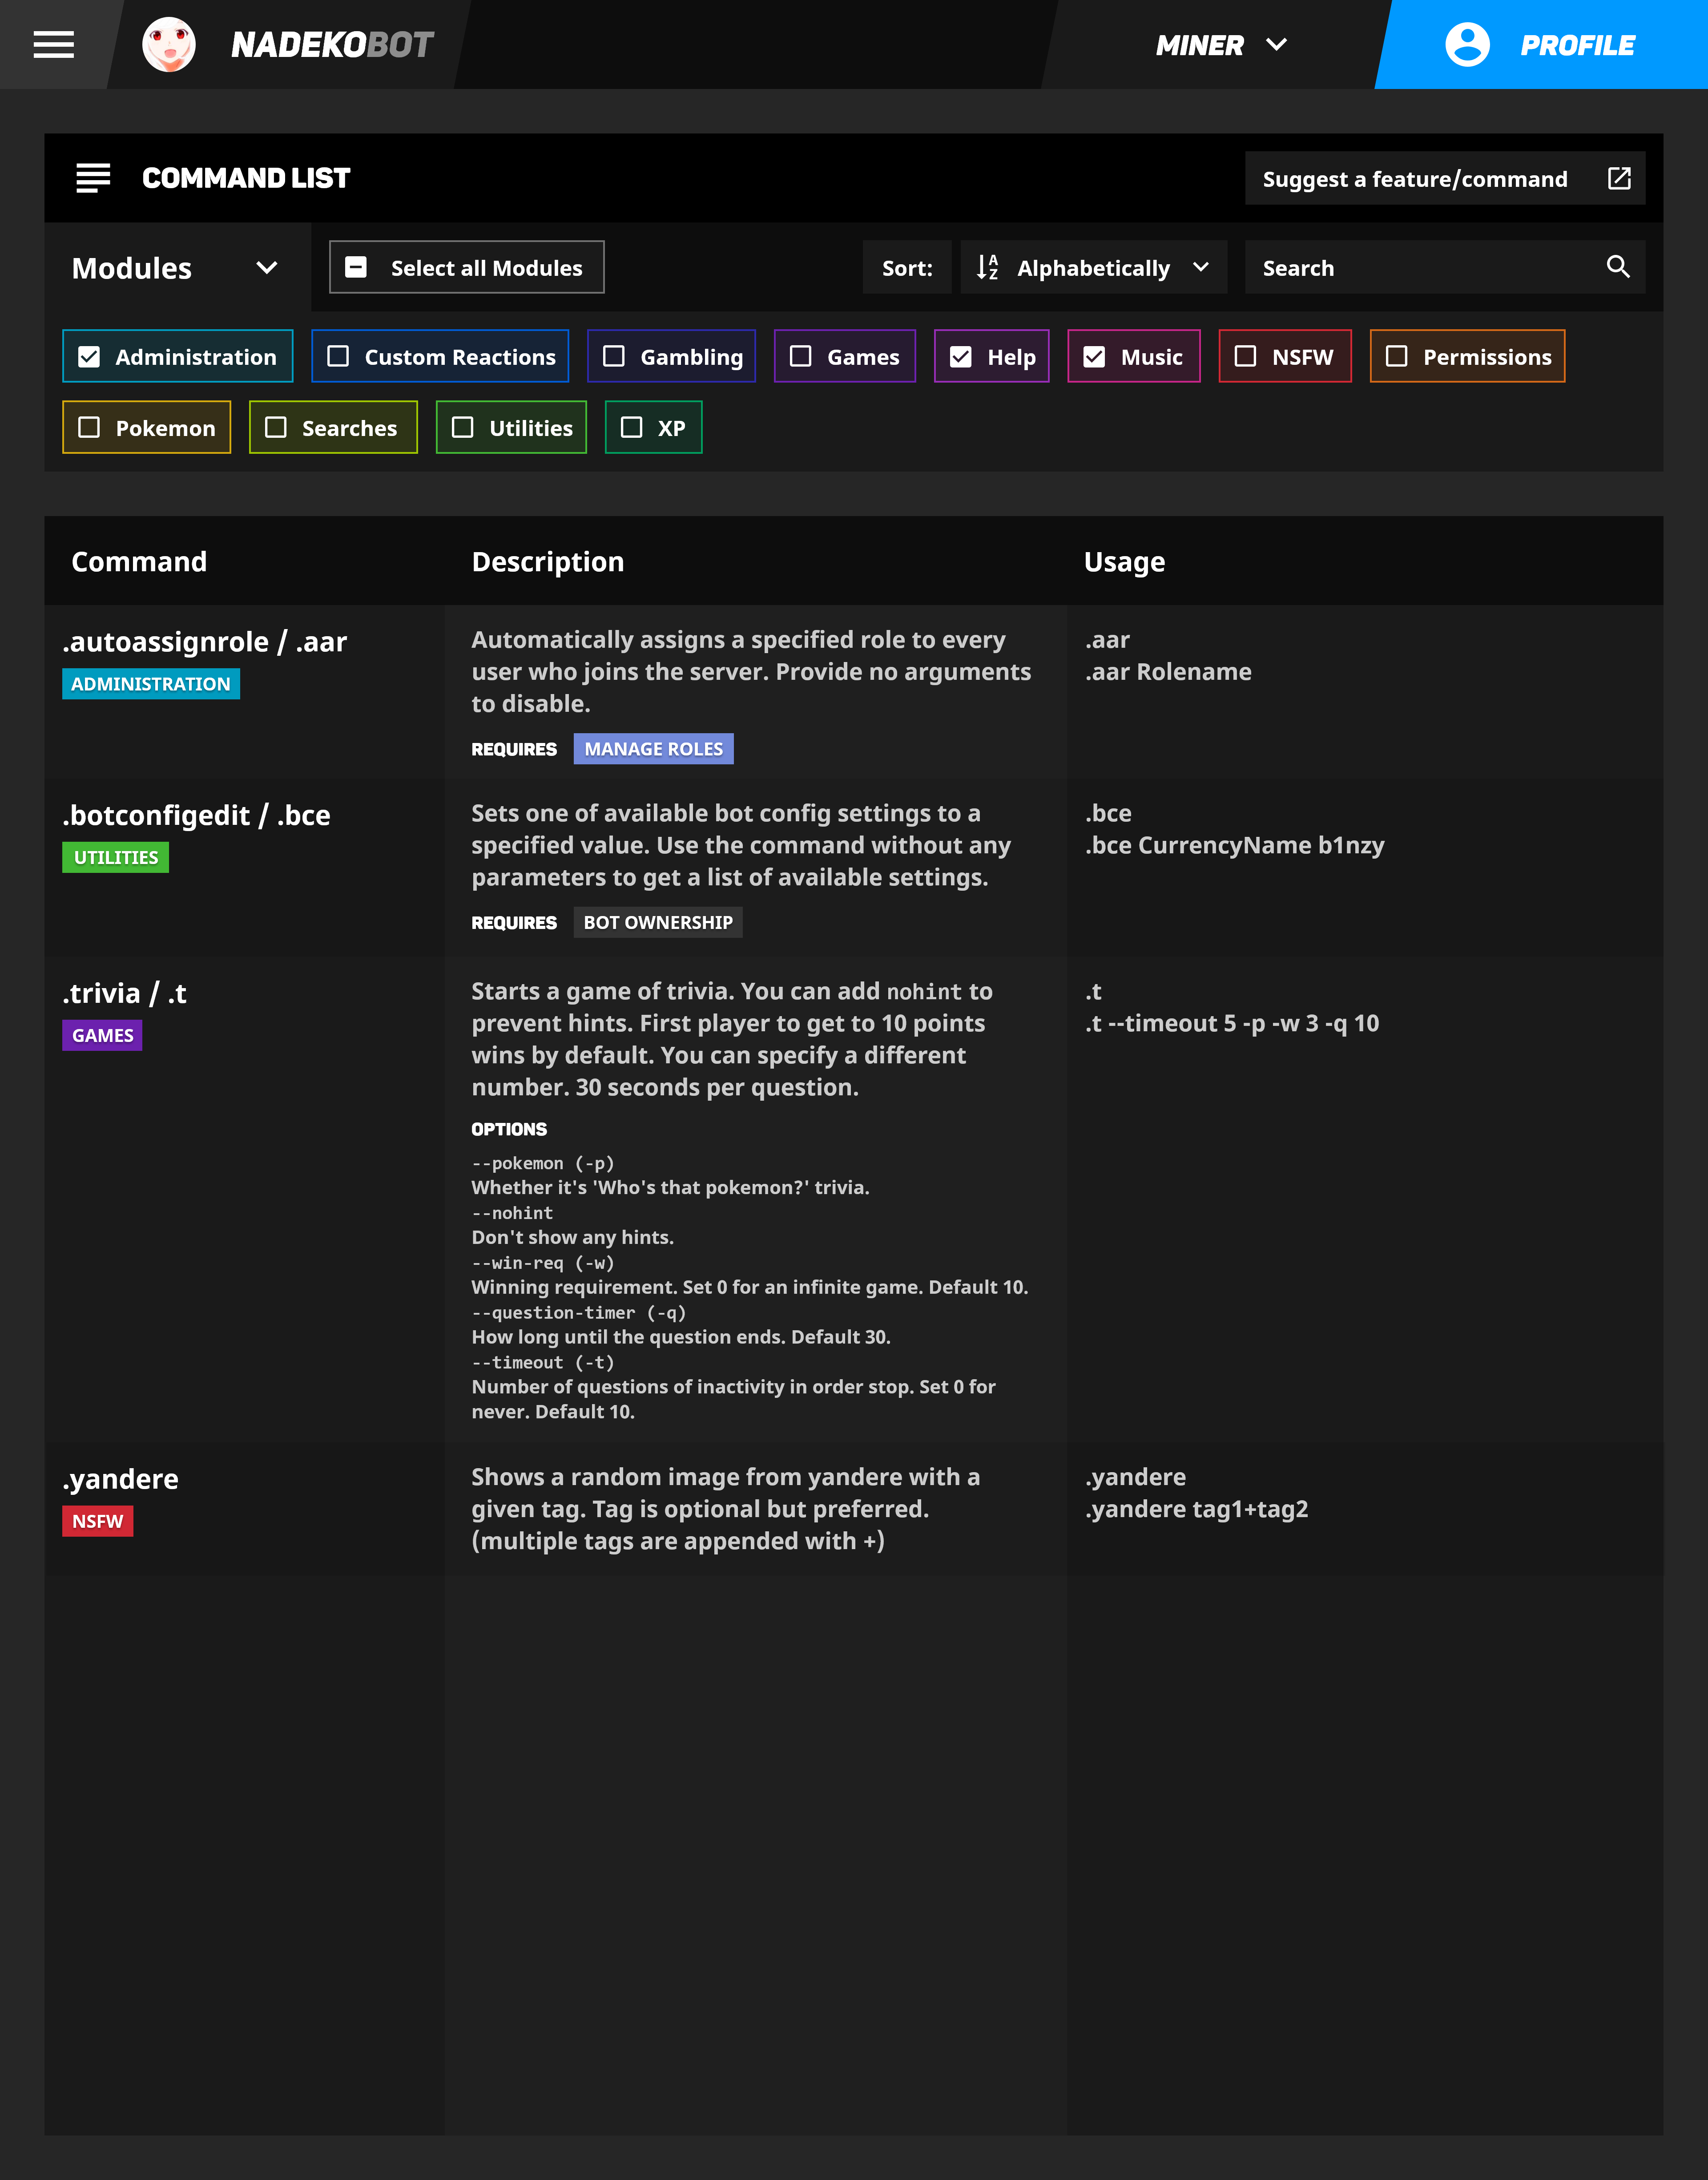 NADEKOBOT
MINER
PROFILE
COMMAND LIST
Suggest a feature/command
Modules
Select all Modules
Sort:
AZ
Alphabetically
Search
Administration
Custom Reactions
Gambling
Games
Help
Music
NSFW
Permissions
Pokemon
Searches
Utilities
XP
Command
Description
Usage
.autoassignrole / .aar
ADMINISTRATION
Automatically assigns a specified role to every
user who joins the server. Provide no arguments
to disable.
REQUIRES MANAGE ROLES
.aar
.aar Rolename
.botconfigedit / .bce
UTILITIES
Sets one of available bot config settings to a
specified value. Use the command without any
parameters to get a list of available settings.
REQUIRES BOT OWNERSHIP
.bce
.bce CurrencyName b1nzy
.trivia / .t
GAMES
Starts a game of trivia. You can add nohint to
prevent hints. First player to get to 10 points
wins by default. You can specify a different
number. 30 seconds per question.
OPTIONS
--pokemon (-p)
Whether it's 'Who's that pokemon?' trivia.
--nohint
Don't show any hints.
--win-req (-w)
Winning requirement. Set 0 for an infinite game. Default 10.
--question-timer (-q)
How long until the question ends. Default 30.
--timeout (-t)
Number of questions of inactivity in order stop. Set 0 for
never. Default 10.
.t
.t --timeout 5 -p -w 3 -q 10
.yandere
NSFW
Shows a random image from yandere with a
given tag. Tag is optional but preferred.
(multiple tags are appended with +)
.yandere
.yandere tag1+tag2